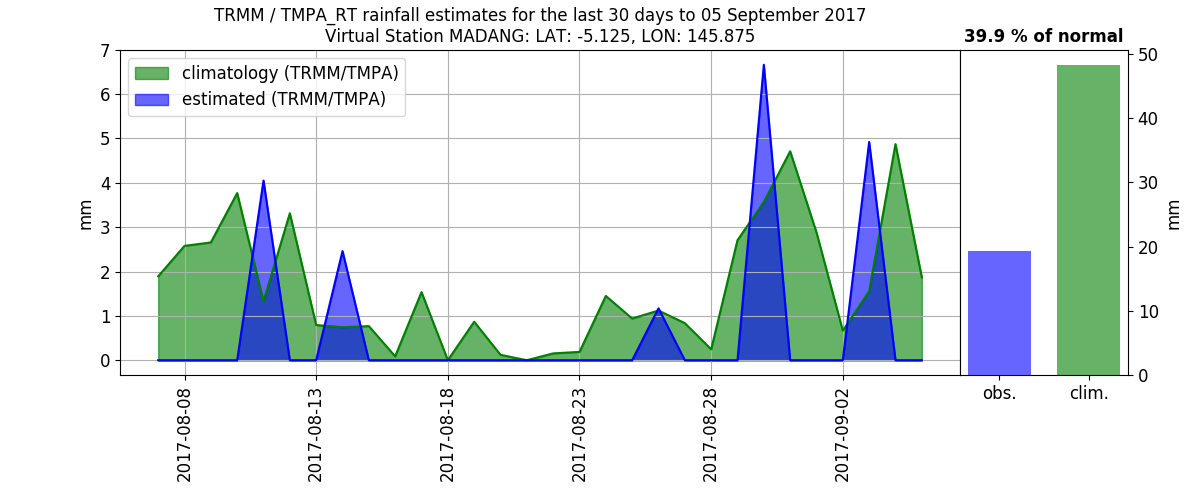 TRMM / TMPA_RT rainfall estimates for the last 30 days to 05 September 2017
Virtual Station MADANG: LAT: -5.125, LON: 145.875
39.9 % of normal
climatology (TRMM/TMPA)
estimated (TRMM/TMPA)
mm
7
6
5
4
3
2
1
0
2017-08-08
2017-08-13
2017-08-18
2017-08-23
2017-08-28
2017-09-02
50
40
30
20
10
0
mm
obs.
clim.